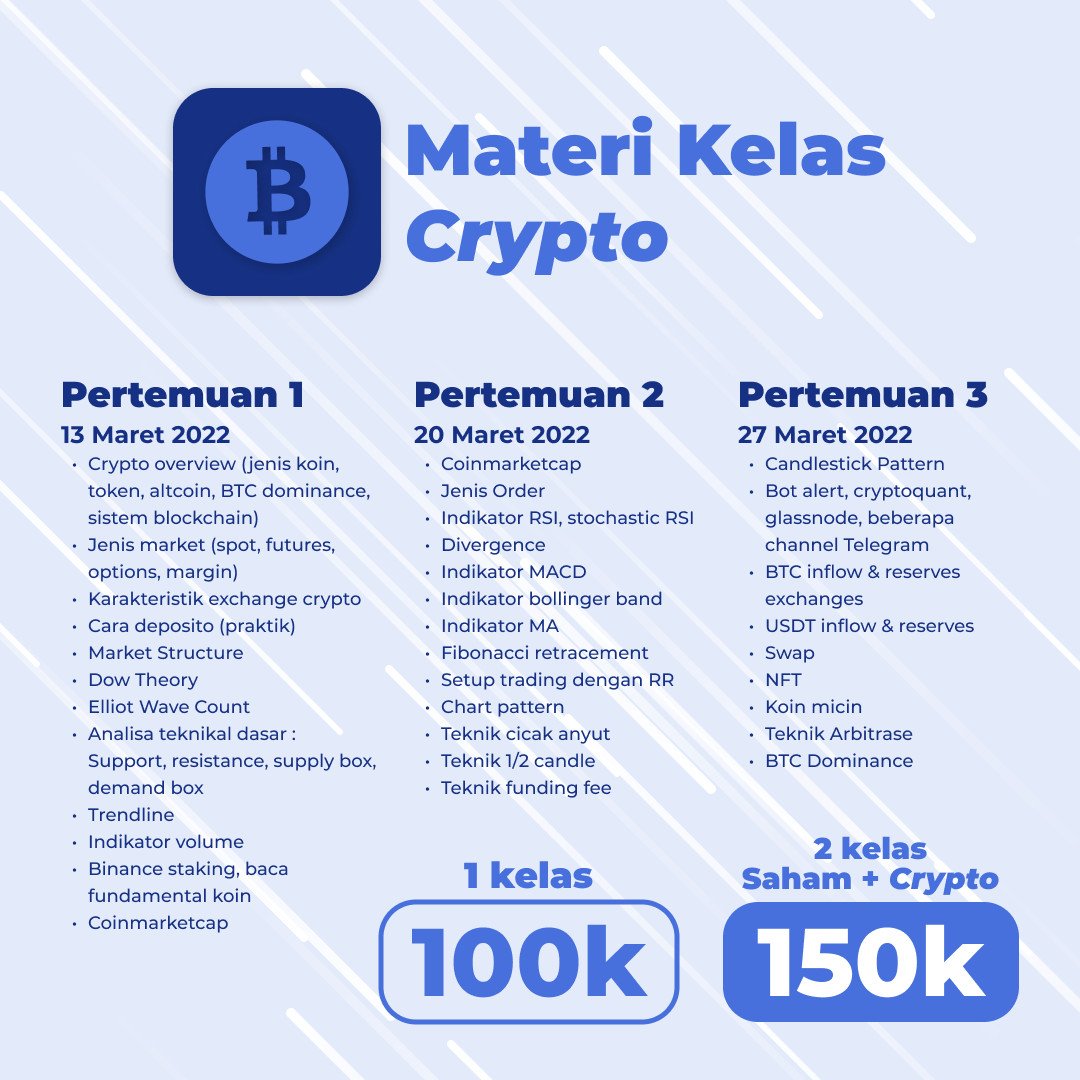 Materi Kelas
Crypto
Pertemuan 1
13 Maret 2022
• Crypto overview (jenis koin,
token, altcoin, BTC dominance,
sistem blockchain)
• Jenis market (spot, futures,
options, margin)
• Karakteristik exchange crypto
• Cara deposito (praktik)
• Market Structure
• Dow Theory
• Elliot Wave Count
• Analisa teknikal dasar :
Support, resistance, supply box,
demand box
• Trendline
• Indikator volume
• Binance staking, baca
fundamental koin
• Coinmarketcap
Pertemuan 2
20 Maret 2022
• Coinmarketcap
• Jenis Order
• Indikator RSI, stochastic RSI
• Divergence
• Indikator MACD
• Indikator bollinger band
• Indikator MA
• Fibonacci retracement
• Setup trading dengan RR
• Chart pattern
• Teknik cicak anyut
• Teknik 1/2 candle
• Teknik funding fee
Pertemuan 3
27 Maret 2022
• Candlestick Pattern
• Bot alert, cryptoquant,
glassnode, beberapa
channel Telegram
• BTC inflow & reserves
exchanges
• USDT inflow & reserves
• Swap
• NFT
• Koin micin
• Teknik Arbitrase
• BTC Dominance
1 kelas
100k
2 kelas
Saham + Crypto
150k